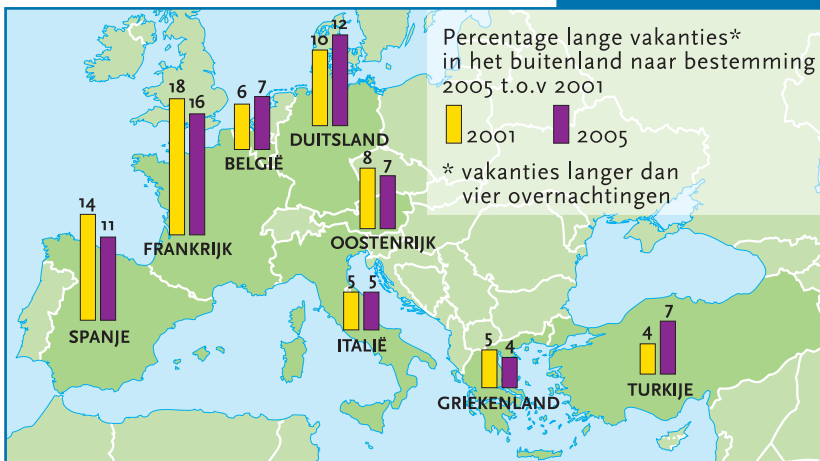 Percentage lange vakanties*
in het buitenland naar bestemming
2005 t.o.v 2001
2001 2005
* vakanties langer dan
vier overnachtingen
10 12
DUITSLAND
18 16
FRANKRIJK
6 7
BELGIË
8 7
OOSTENRIJK
14 11
SPANJE
5 5
ITALIË
5 4
GRIEKENLAND
4 7
TURKIJE